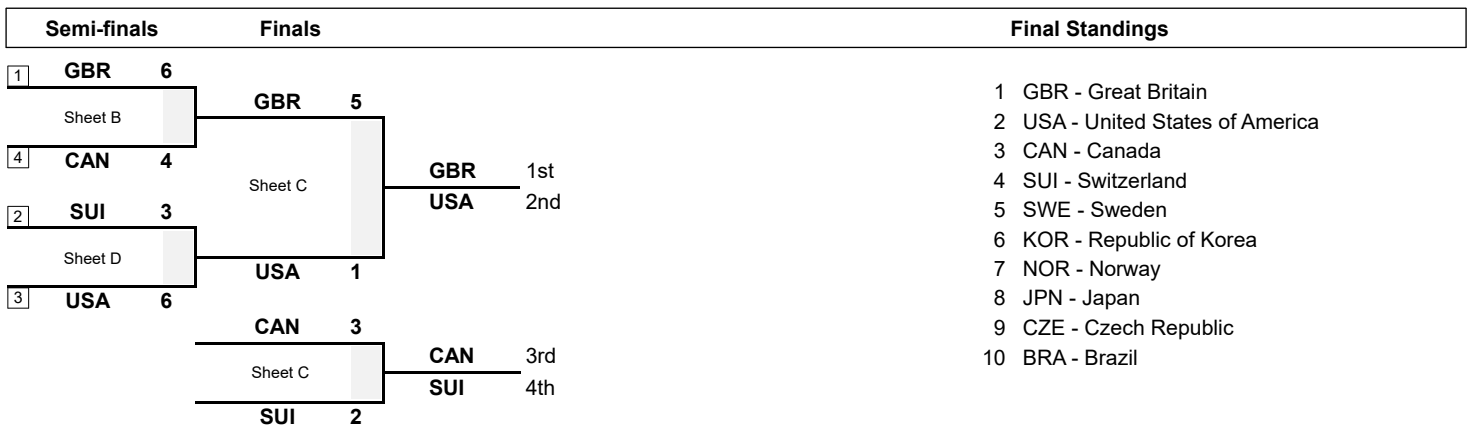 Semi-finals Finals Final Standings
1 GBR 6
Sheet B
4 CAN 4
GBR 5
Sheet C
USA 1
2 SUI 3
Sheet D
3 USA 6
GBR 1st
USA 2nd
CAN 3
Sheet C
SUI 2
CAN 3rd
SUI 4th
1 GBR - Great Britain
2 USA - United States of America
3 CAN - Canada
4 SUI - Switzerland
5 SWE - Sweden
6 KOR - Republic of Korea
7 NOR - Norway
8 JPN - Japan
9 CZE - Czech Republic
10 BRA - Brazil